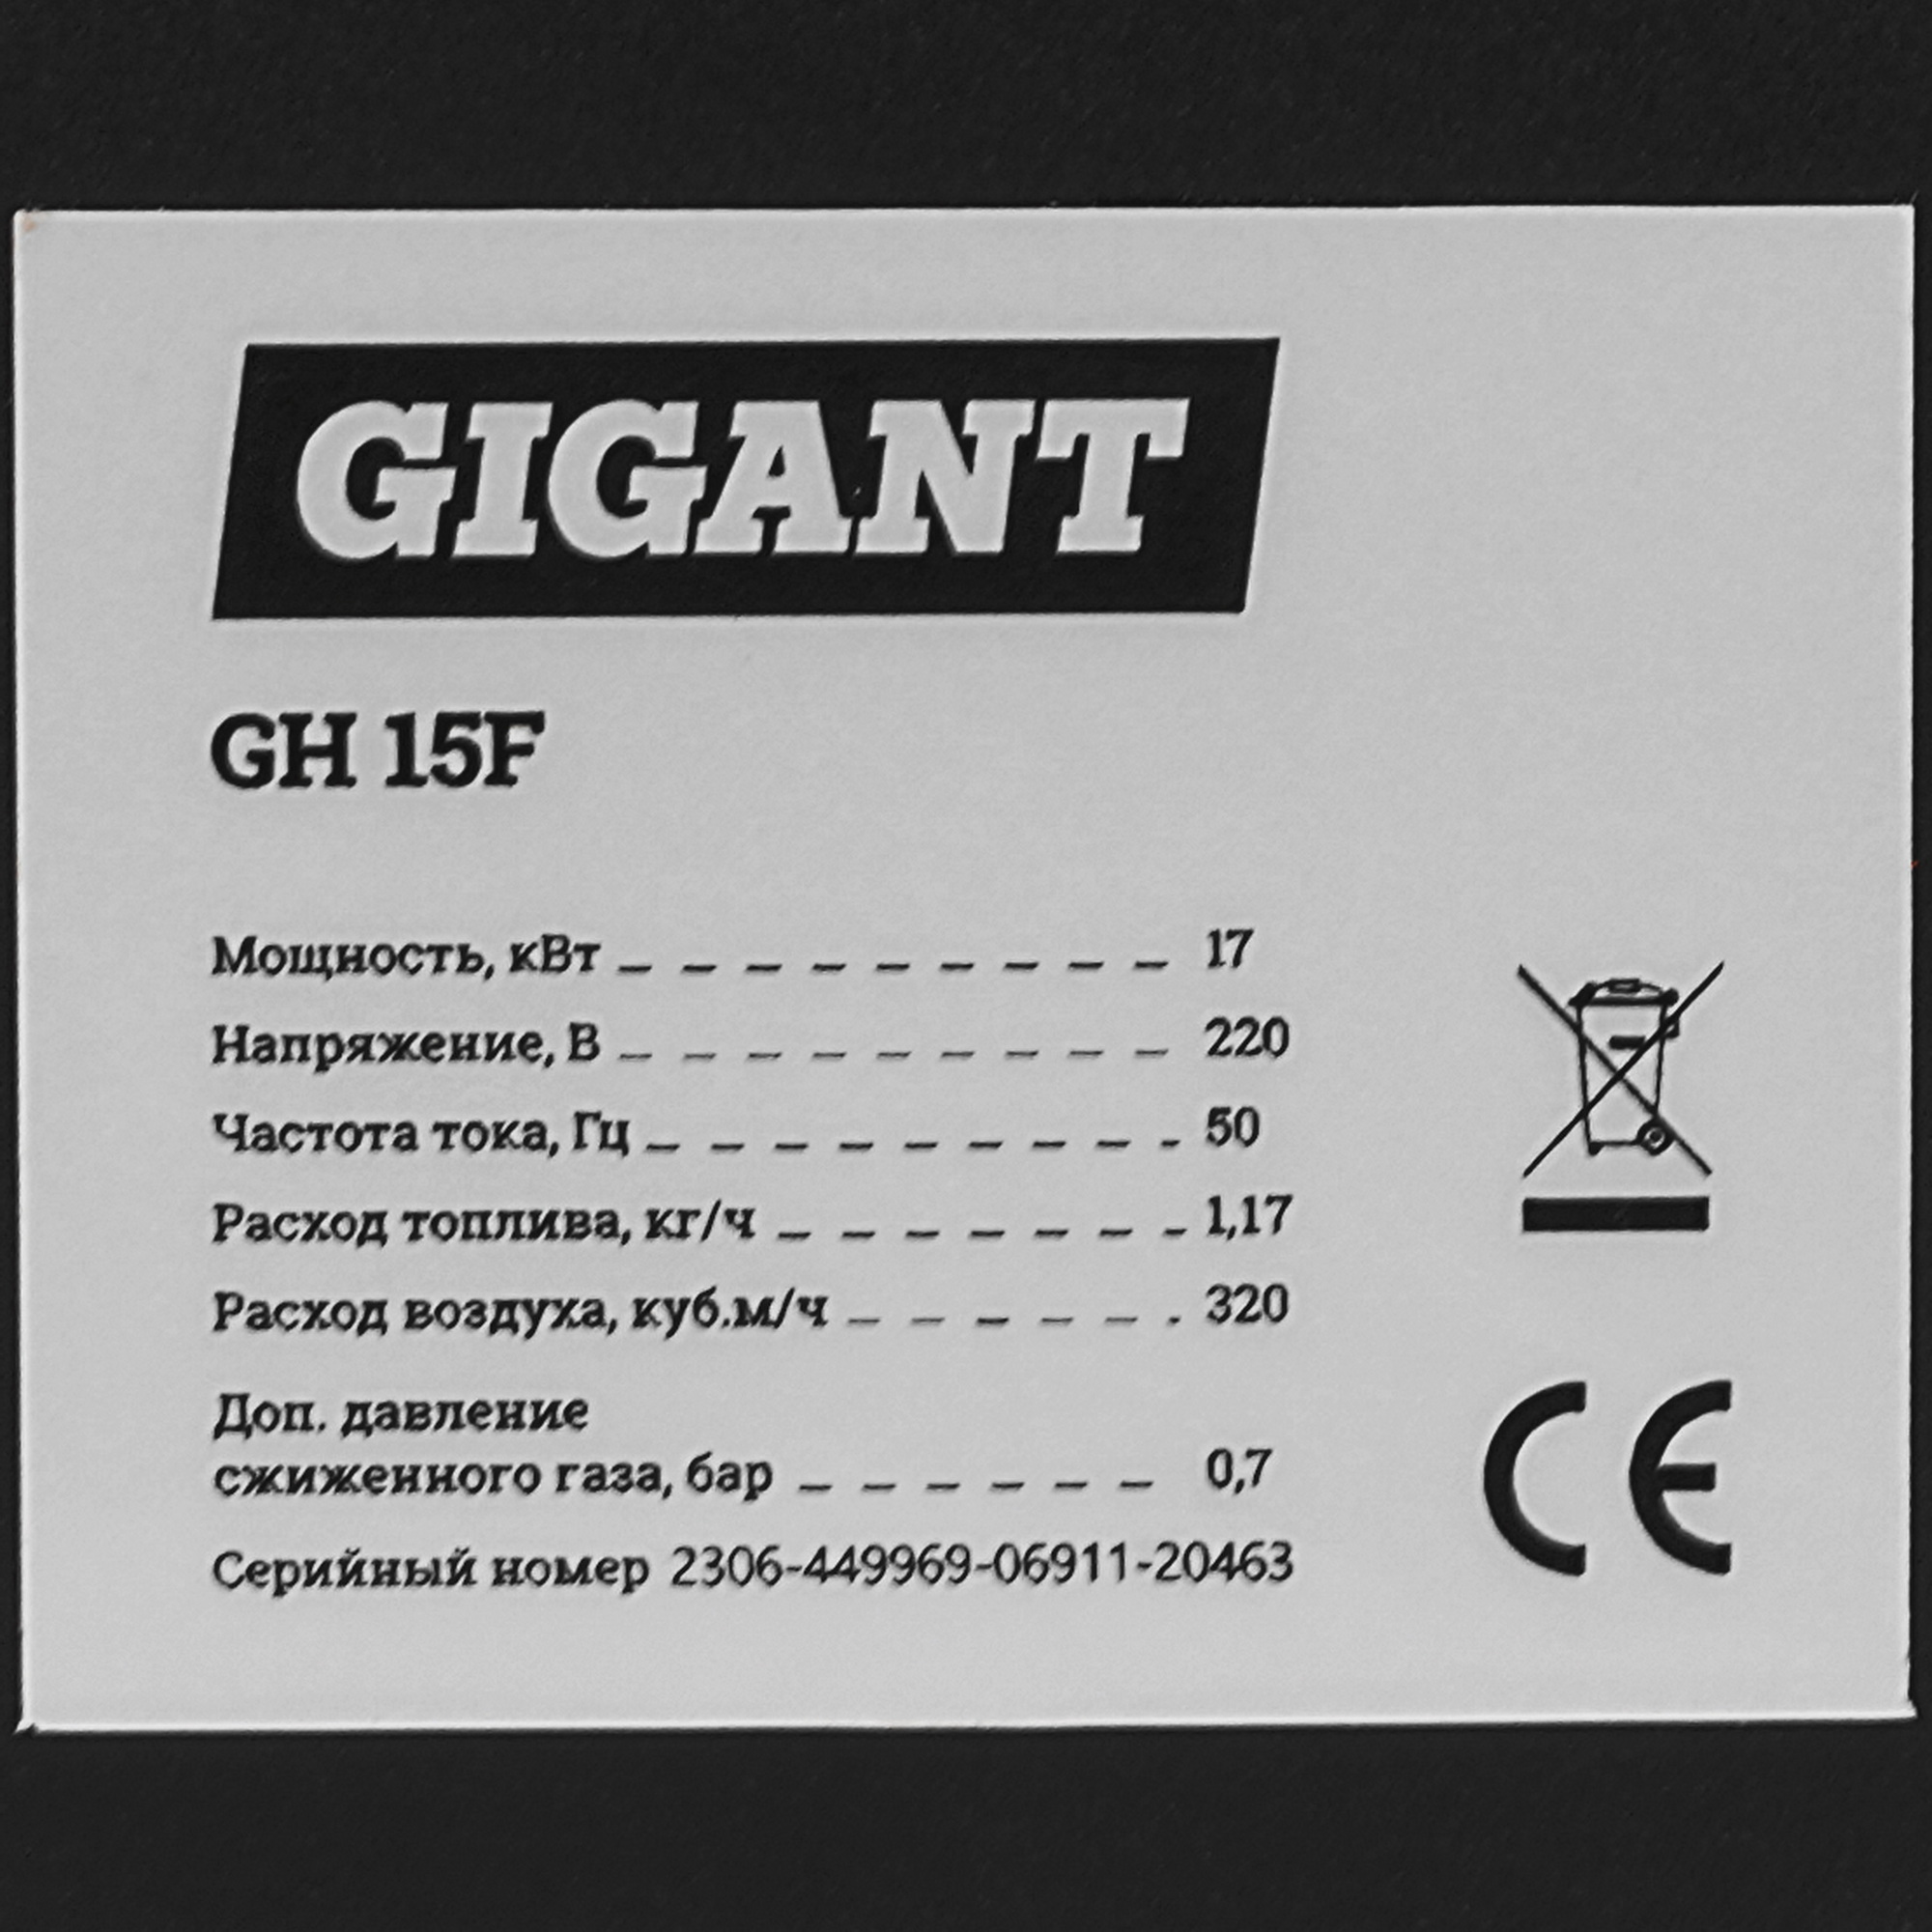 GIGANT
GH 15F
Мощность, кВт 17
Напряжение, В 220
Частота тока, Гц 50
Расход топлива, кг/ч 1,17
Расход воздуха, куб.м/ч 320
Доп. давление
сжиженного газа, бар 0,7
Серийный номер 2306-449969-06911-20463
CE